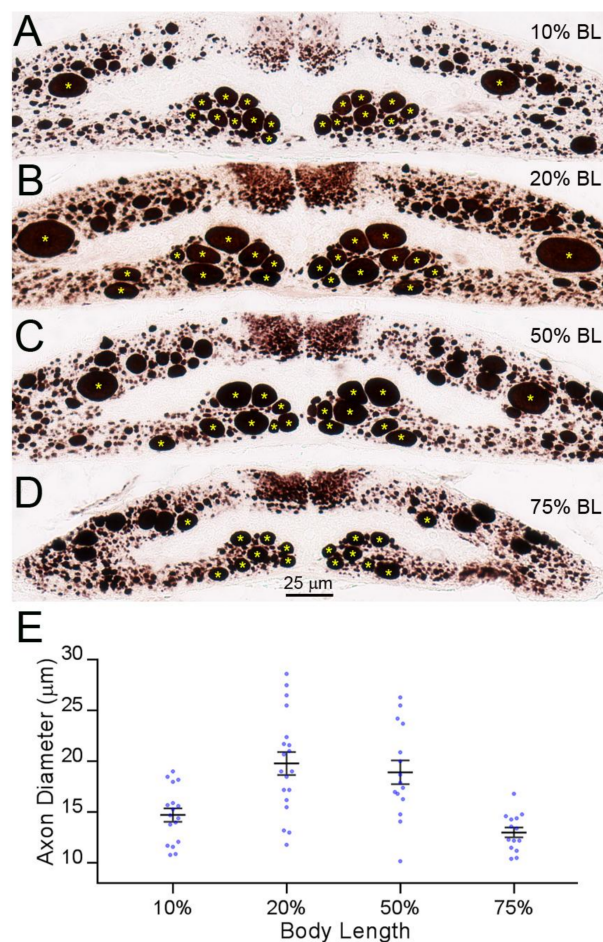 A
10% BL
B
20% BL
C
50% BL
D
75% BL
25 μm
E
Axon Diameter (μm)
30
25
20
15
10
10%
20%
50%
75%
Body Length